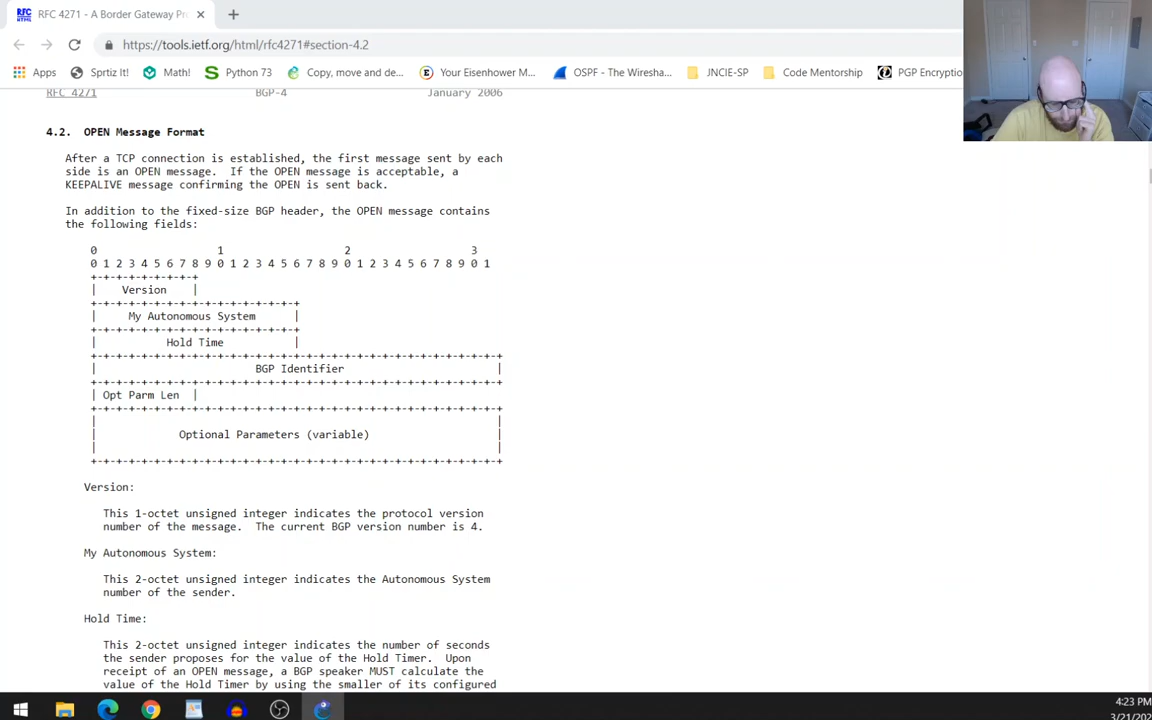 RFC 4271 - A Border Gateway Pro
https://tools.ietf.org/html/rfc4271#section-4.2
Apps
Sprtiz It!
Math!
Python 73
Copy, move and de...
Your Eisenhower M...
OSPF - The Wiresha...
JNCIE-SP
Code Mentorship
PGP Encryptio
RFC 4271 BGP-4 January 2006
4.2. OPEN Message Format
After a TCP connection is established, the first message sent by each
side is an OPEN message. If the OPEN message is acceptable, a
KEEPALIVE message confirming the OPEN is sent back.
In addition to the fixed-size BGP header, the OPEN message contains
the following fields:
0 1 2 3
0 1 2 3 4 5 6 7 8 9 0 1 2 3 4 5 6 7 8 9 0 1 2 3 4 5 6 7 8 9 0 1
+-+-+-+-+-+-+-+-+
| Version |
+-+-+-+-+-+-+-+-+-+-+-+-+-+-+-+-+
| My Autonomous System |
+-+-+-+-+-+-+-+-+-+-+-+-+-+-+-+-+
| Hold Time |
+-+-+-+-+-+-+-+-+-+-+-+-+-+-+-+-+-+-+-+-+-+-+-+-+-+-+-+-+-+-+-+-+
| BGP Identifier |
+-+-+-+-+-+-+-+-+-+-+-+-+-+-+-+-+-+-+-+-+-+-+-+-+-+-+-+-+-+-+-+-+
| Opt Parm Len |
+-+-+-+-+-+-+-+-+-+-+-+-+-+-+-+-+-+-+-+-+-+-+-+-+-+-+-+-+-+-+-+-+
| |
| Optional Parameters (variable) |
| |
+-+-+-+-+-+-+-+-+-+-+-+-+-+-+-+-+-+-+-+-+-+-+-+-+-+-+-+-+-+-+-+-+
Version:
This 1-octet unsigned integer indicates the protocol version
number of the message. The current BGP version number is 4.
My Autonomous System:
This 2-octet unsigned integer indicates the Autonomous System
number of the sender.
Hold Time:
This 2-octet unsigned integer indicates the number of seconds
the sender proposes for the value of the Hold Timer. Upon
receipt of an OPEN message, a BGP speaker MUST calculate the
value of the Hold Timer by using the smaller of its configured
4:23 PM
3/21/202